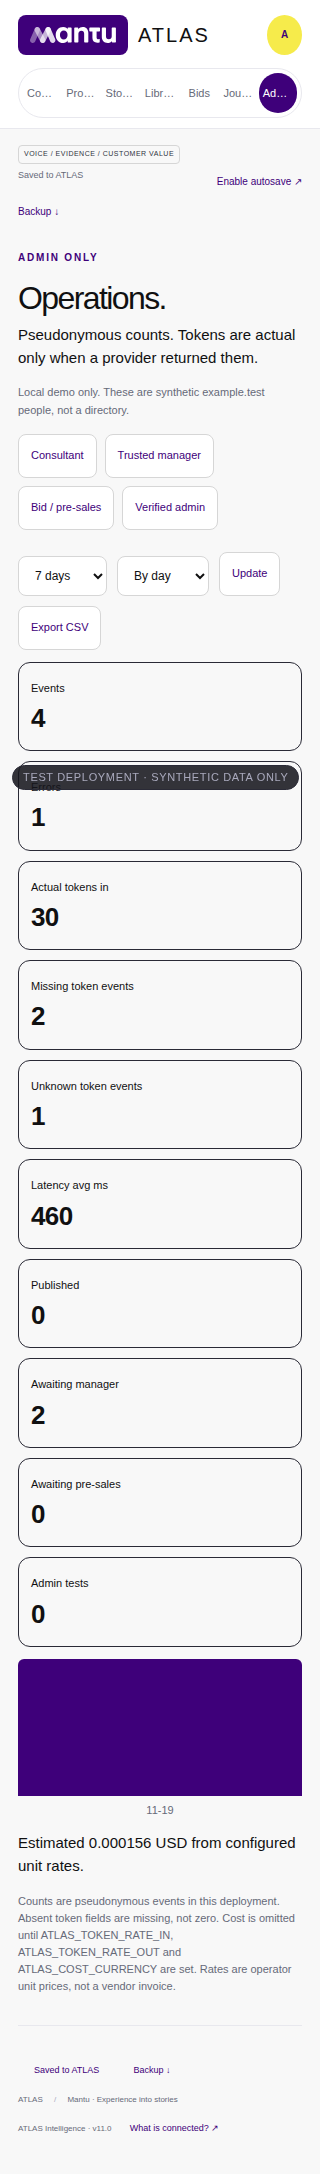 mantu ATLAS A
Co… Pro… Sto… Libr… Bids Jou… Ad…
VOICE / EVIDENCE / CUSTOMER VALUE
Saved to ATLAS
Enable autosave ↗
Backup ↓
ADMIN ONLY
Operations.
Pseudonymous counts. Tokens are actual
only when a provider returned them.
Local demo only. These are synthetic example.test
people, not a directory.
Consultant Trusted manager
Bid / pre-sales Verified admin
7 days By day Update
Export CSV
Events
4
TEST DEPLOYMENT · SYNTHETIC DATA ONLY
Errors
1
Actual tokens in
30
Missing token events
2
Unknown token events
1
Latency avg ms
460
Published
0
Awaiting manager
2
Awaiting pre-sales
0
Admin tests
0
11-19
Estimated 0.000156 USD from configured
unit rates.
Counts are pseudonymous events in this deployment.
Absent token fields are missing, not zero. Cost is omitted
until ATLAS_TOKEN_RATE_IN,
ATLAS_TOKEN_RATE_OUT and
ATLAS_COST_CURRENCY are set. Rates are operator
unit prices, not a vendor invoice.
Saved to ATLAS Backup ↓
ATLAS / Mantu · Experience into stories
ATLAS Intelligence · v11.0 What is connected? ↗